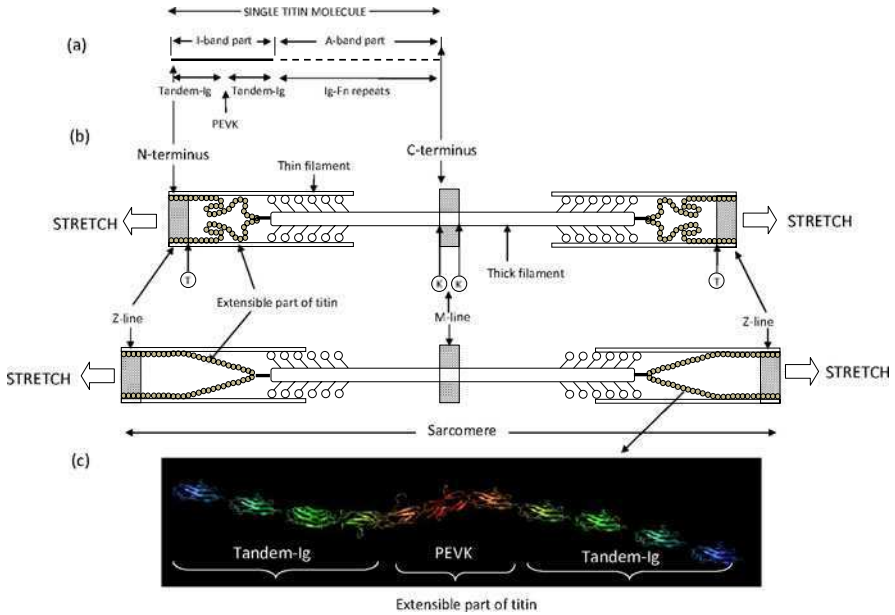 SINGLE TITIN MOLECULE
(a)
I-band part
A-band part
Tandem-Ig
Tandem-Ig
Ig-Fn repeats
PEVK
(b)
N-terminus
C-terminus
Thin filament
STRETCH
STRETCH
Thick filament
T
K
K
T
Extensible part of titin
Z-line
M-line
Z-line
STRETCH
STRETCH
Sarcomere
(c)
Tandem-Ig
PEVK
Tandem-Ig
Extensible part of titin